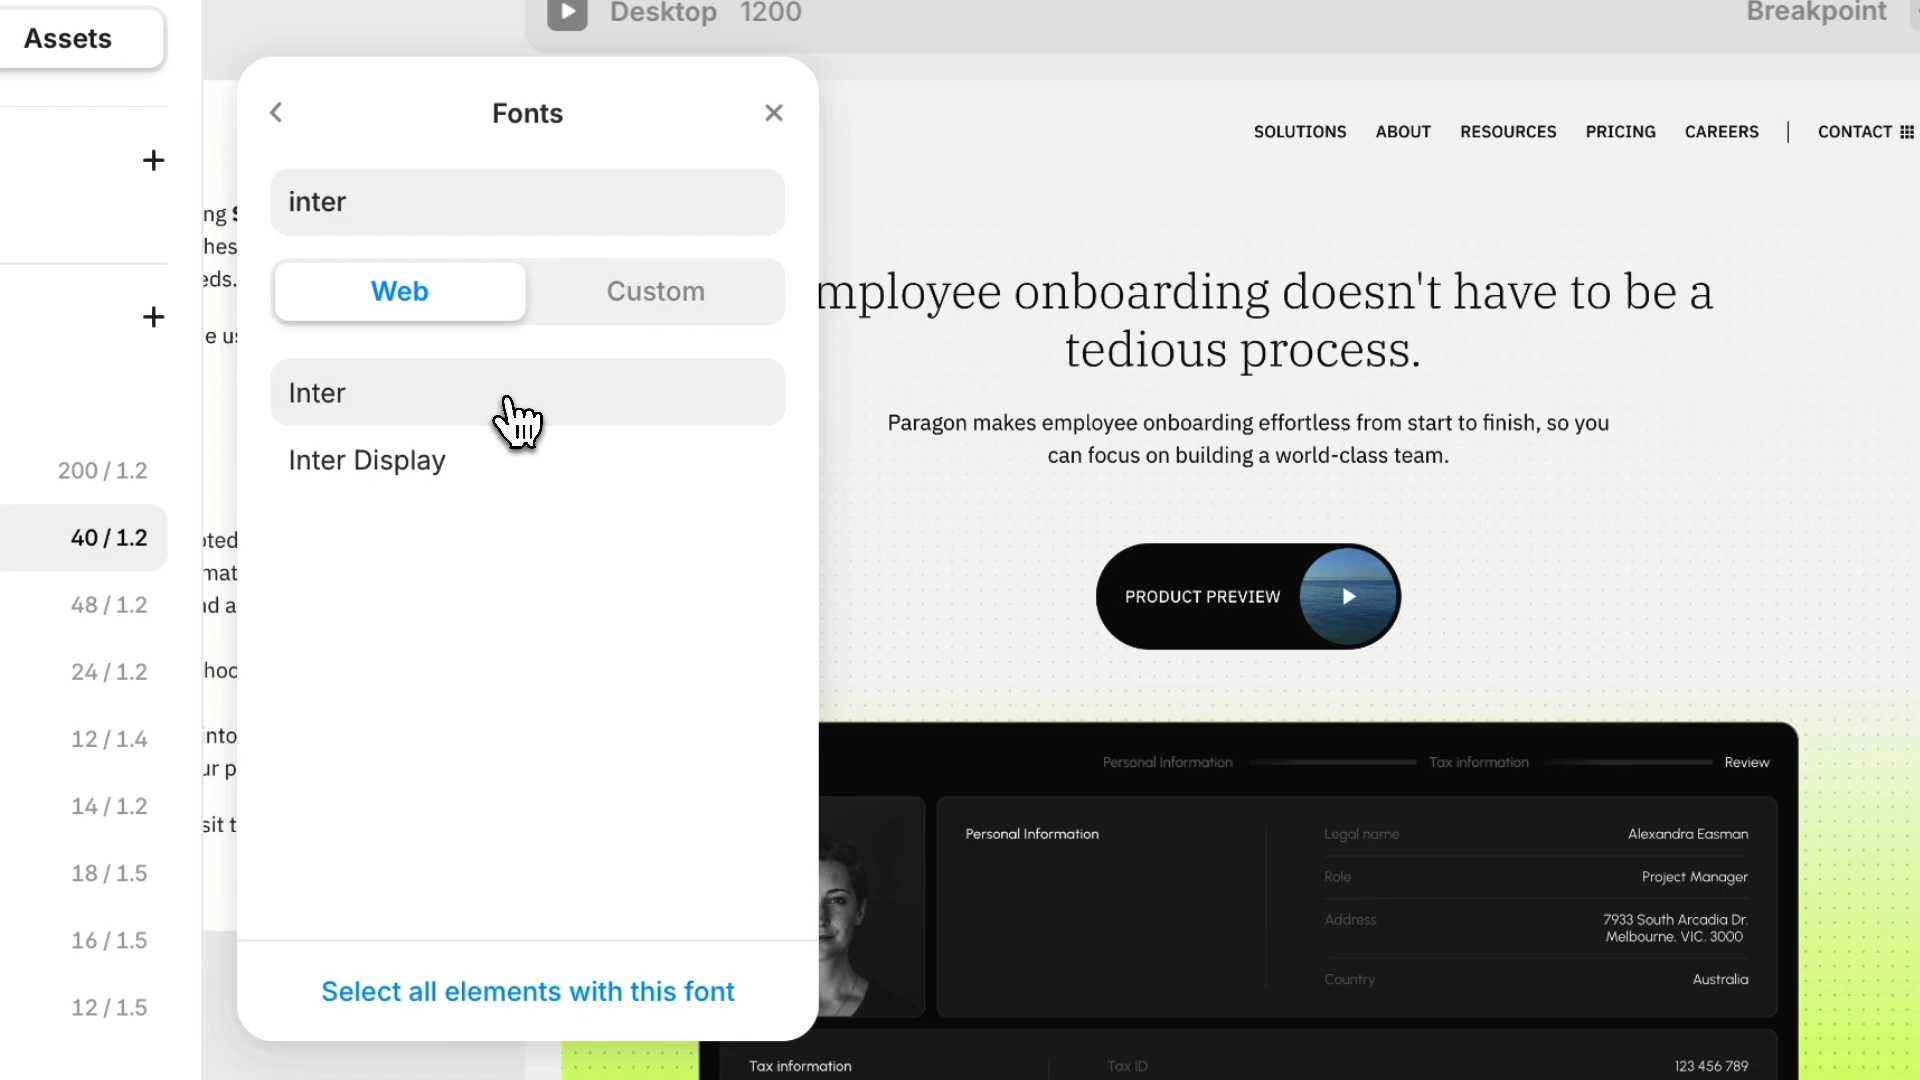 Assets
Desktop 1200
Breakpoint
Fonts
inter
Web
Custom
Inter
Inter Display
Select all elements with this font
200 / 1.2
40 / 1.2
48 / 1.2
24 / 1.2
12 / 1.4
14 / 1.2
18 / 1.5
16 / 1.5
12 / 1.5
SOLUTIONS ABOUT RESOURCES PRICING CAREERS | CONTACT
mployee onboarding doesn't have to be a
tedious process.
Paragon makes employee onboarding effortless from start to finish, so you
can focus on building a world-class team.
PRODUCT PREVIEW
Personal Information
Tax information
Review
Personal Information
Legal name Alexandra Easman
Role Project Manager
Address 7933 South Arcadia Dr.
Melbourne, VIC, 3000
Country Australia
Tax information
Tax ID 123 456 789